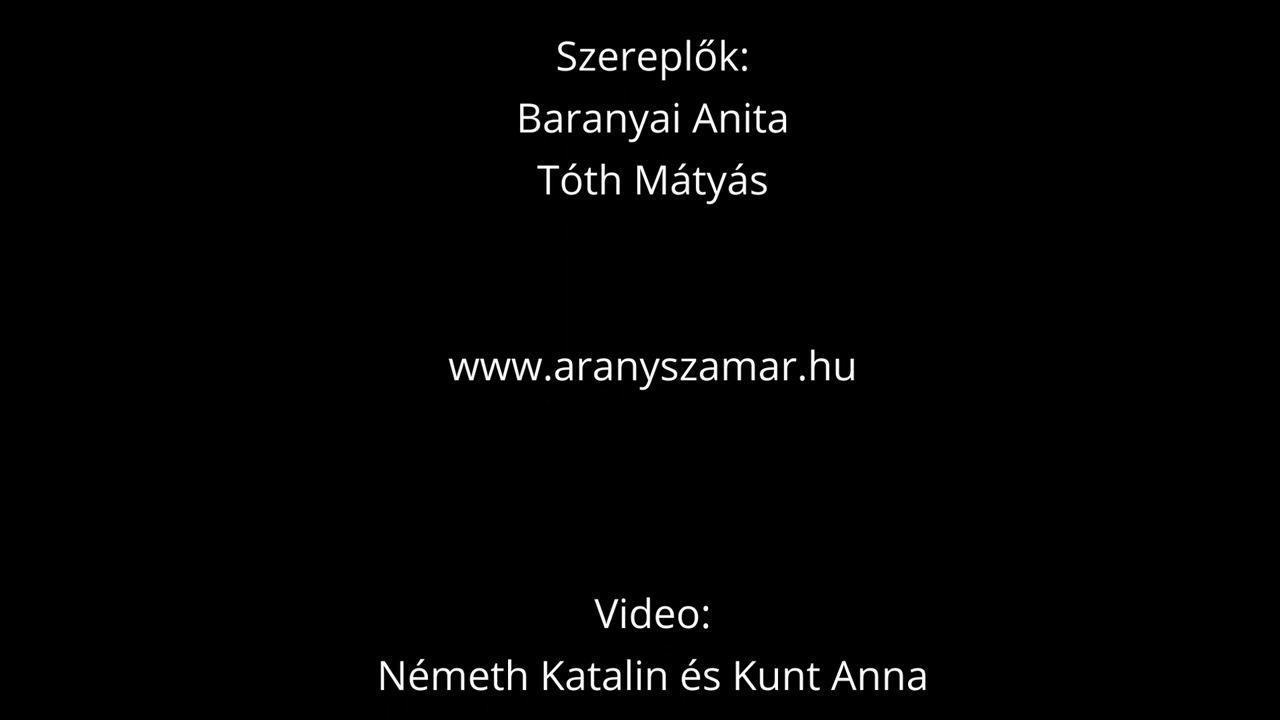 Szereplők:
Baranyai Anita
Tóth Mátyás
www.aranyszamar.hu
Video:
Németh Katalin és Kunt Anna